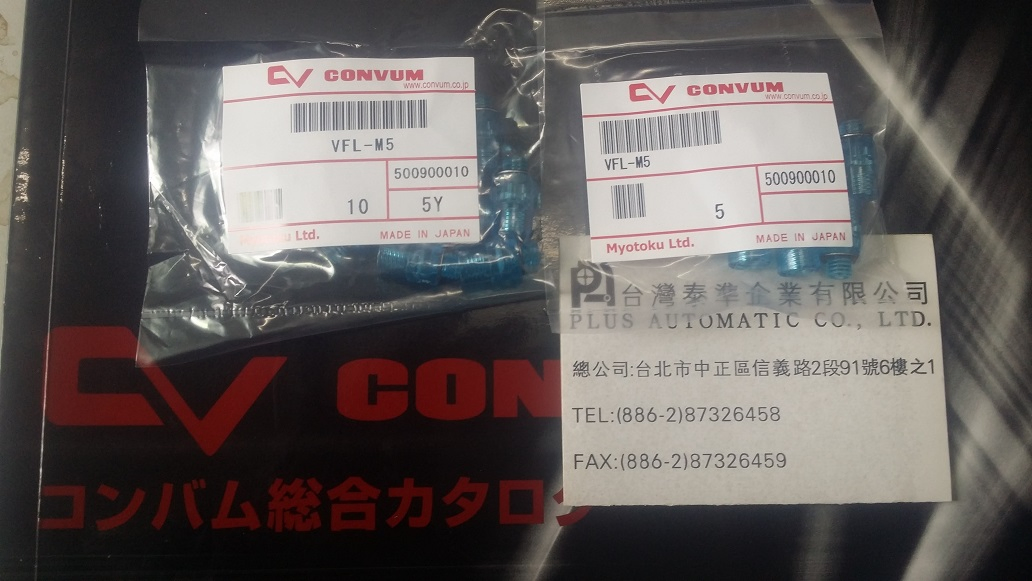 CONVUM
www.convum.co.jp
VFL-M5
500900010
10
5Y
Myotoku Ltd.
MADE IN JAPAN
CONVUM
www.convum.co.jp
VFL-M5
500900010
5
Myotoku Ltd.
MADE IN JAPAN
台灣泰準企業有限公司
PLUS AUTOMATIC CO., LTD.
總公司:台北市中正區信義路2段91號6樓之1
TEL:(886-2)87326458
FAX:(886-2)87326459
CON
コンバム総合カタログ